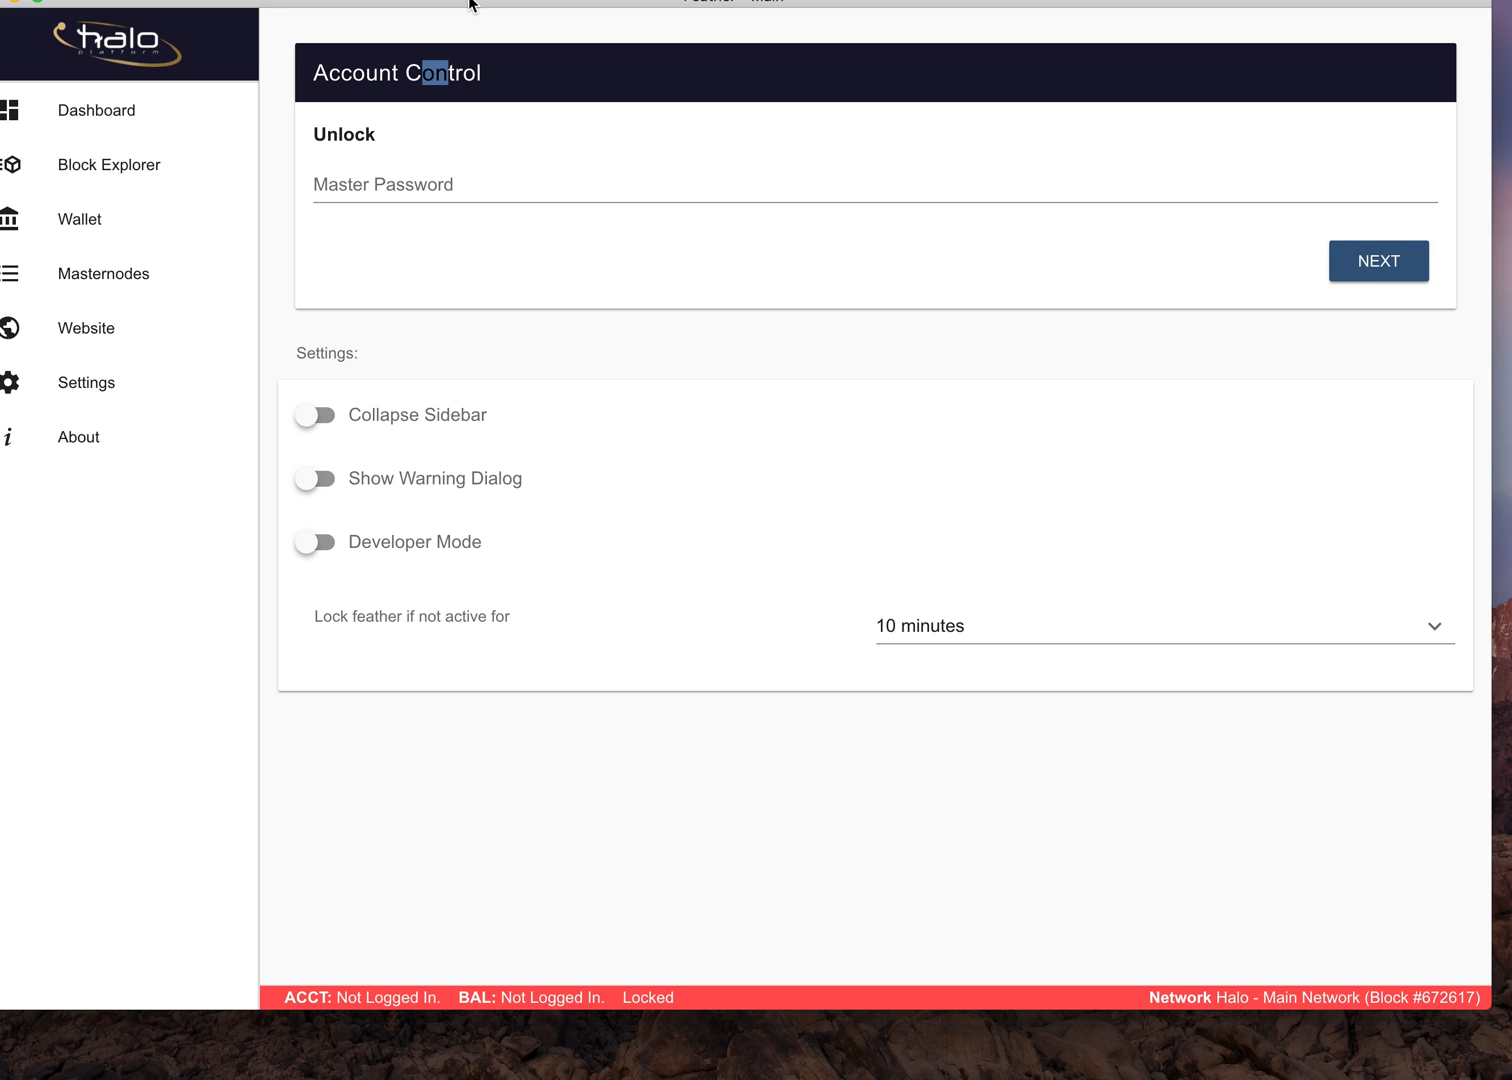 halo
platform
Dashboard
Block Explorer
Wallet
Masternodes
Website
Settings
About
Account Control
Unlock
Master Password
NEXT
Settings:
Collapse Sidebar
Show Warning Dialog
Developer Mode
Lock feather if not active for
10 minutes
ACCT: Not Logged In. BAL: Not Logged In. Locked
Network Halo - Main Network (Block #672617)